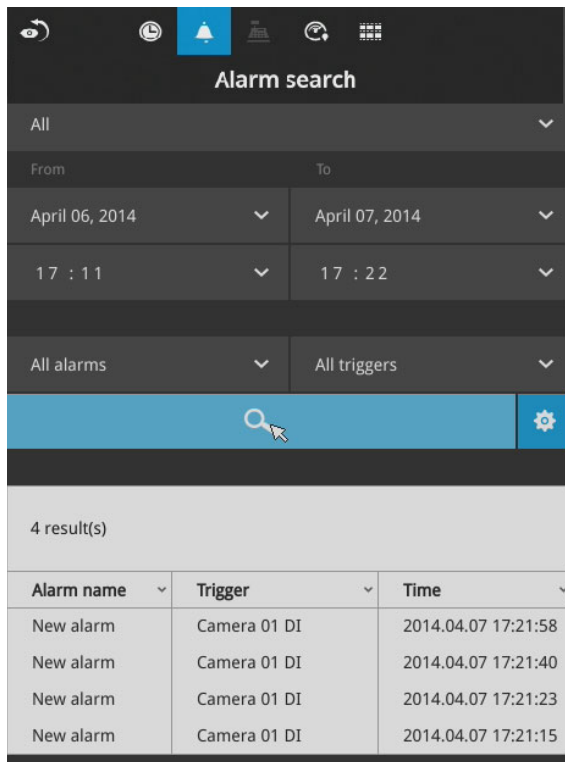 Alarm search
All
From To
April 06, 2014 April 07, 2014
17 : 11 17 : 22
All alarms All triggers
4 result(s)
Alarm name Trigger Time
New alarm Camera 01 DI 2014.04.07 17:21:58
New alarm Camera 01 DI 2014.04.07 17:21:40
New alarm Camera 01 DI 2014.04.07 17:21:23
New alarm Camera 01 DI 2014.04.07 17:21:15